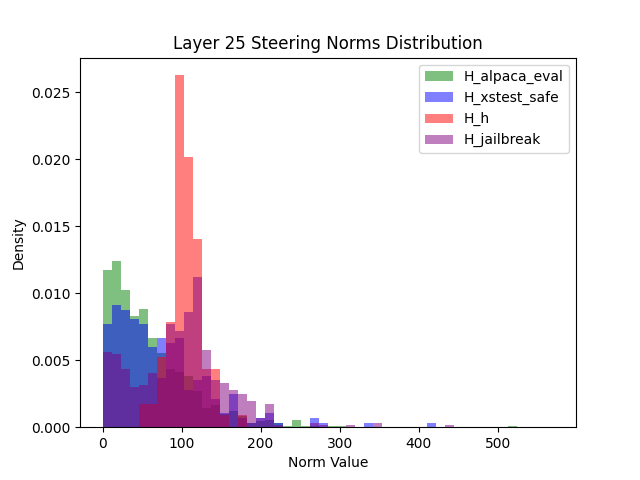 Layer 25 Steering Norms Distribution
H_alpaca_eval
H_xstest_safe
H_h
H_jailbreak
Density
0.025
0.020
0.015
0.010
0.005
0.000
0 100 200 300 400 500
Norm Value